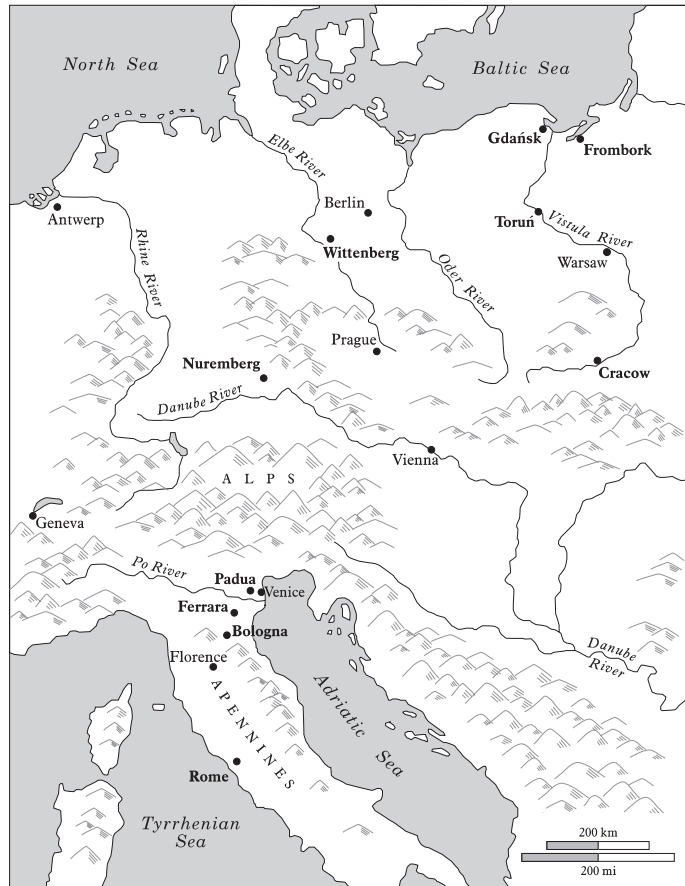 North Sea
Baltic Sea
Gdańsk
Frombork
Elbe River
Berlin
Antwerp
Toruń
Vistula River
Rhine River
Wittenberg
Warsaw
Oder River
Prague
Nuremberg
Cracow
Danube River
Vienna
ALPS
Geneva
Po River
Padua
Venice
Ferrara
Bologna
Danube
River
Florence
APENNINES
Adriatic Sea
Rome
Tyrrhenian
Sea
200 km
200 mi